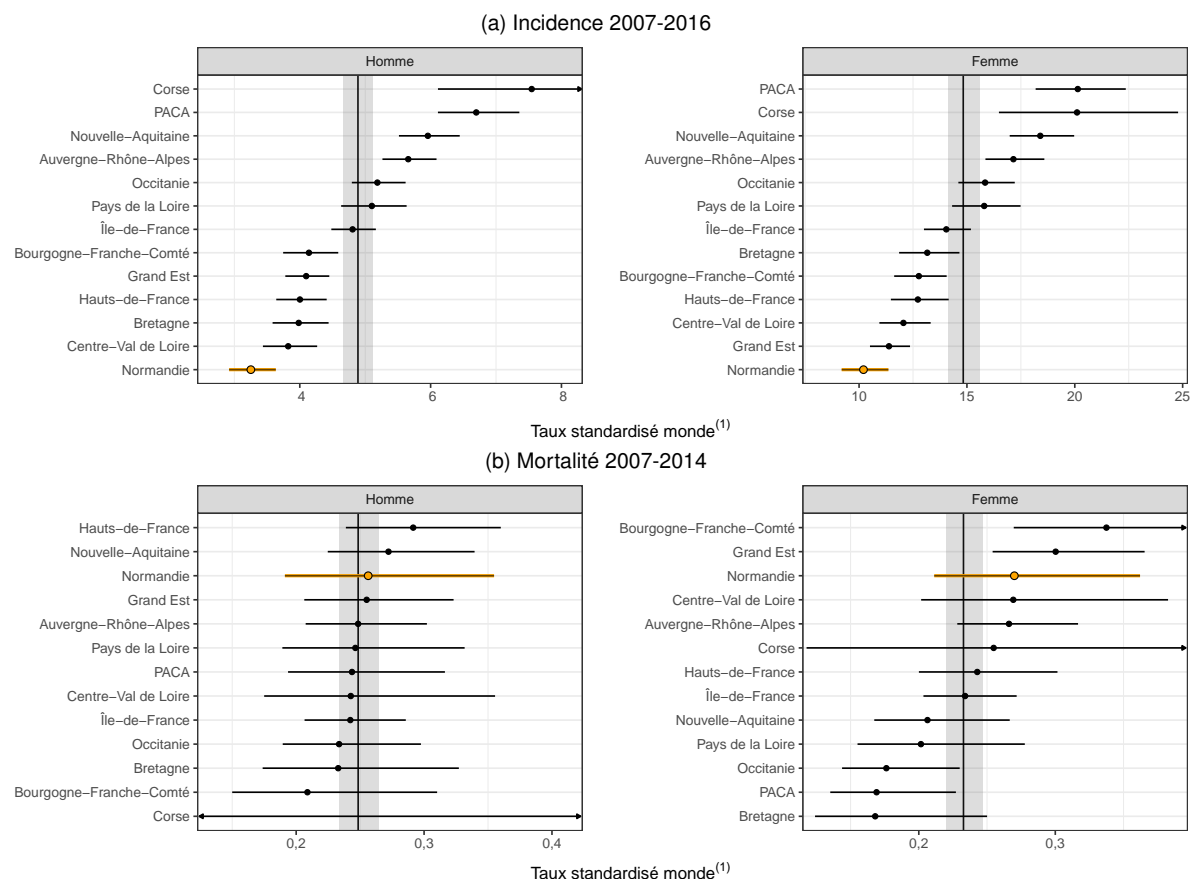 (a) Incidence 2007-2016
Homme
Corse
PACA
Nouvelle−Aquitaine
Auvergne−Rhône−Alpes
Occitanie
Pays de la Loire
Île−de−France
Bourgogne−Franche−Comté
Grand Est
Hauts−de−France
Bretagne
Centre−Val de Loire
Normandie
4 6 8
Femme
PACA
Corse
Nouvelle−Aquitaine
Auvergne−Rhône−Alpes
Occitanie
Pays de la Loire
Île−de−France
Bretagne
Bourgogne−Franche−Comté
Hauts−de−France
Centre−Val de Loire
Grand Est
Normandie
10 15 20 25
Taux standardisé monde(1)
(b) Mortalité 2007-2014
Homme
Hauts−de−France
Nouvelle−Aquitaine
Normandie
Grand Est
Auvergne−Rhône−Alpes
Pays de la Loire
PACA
Centre−Val de Loire
Île−de−France
Occitanie
Bretagne
Bourgogne−Franche−Comté
Corse
0,2 0,3 0,4
Femme
Bourgogne−Franche−Comté
Grand Est
Normandie
Centre−Val de Loire
Auvergne−Rhône−Alpes
Corse
Hauts−de−France
Île−de−France
Nouvelle−Aquitaine
Pays de la Loire
Occitanie
PACA
Bretagne
0,2 0,3
Taux standardisé monde(1)